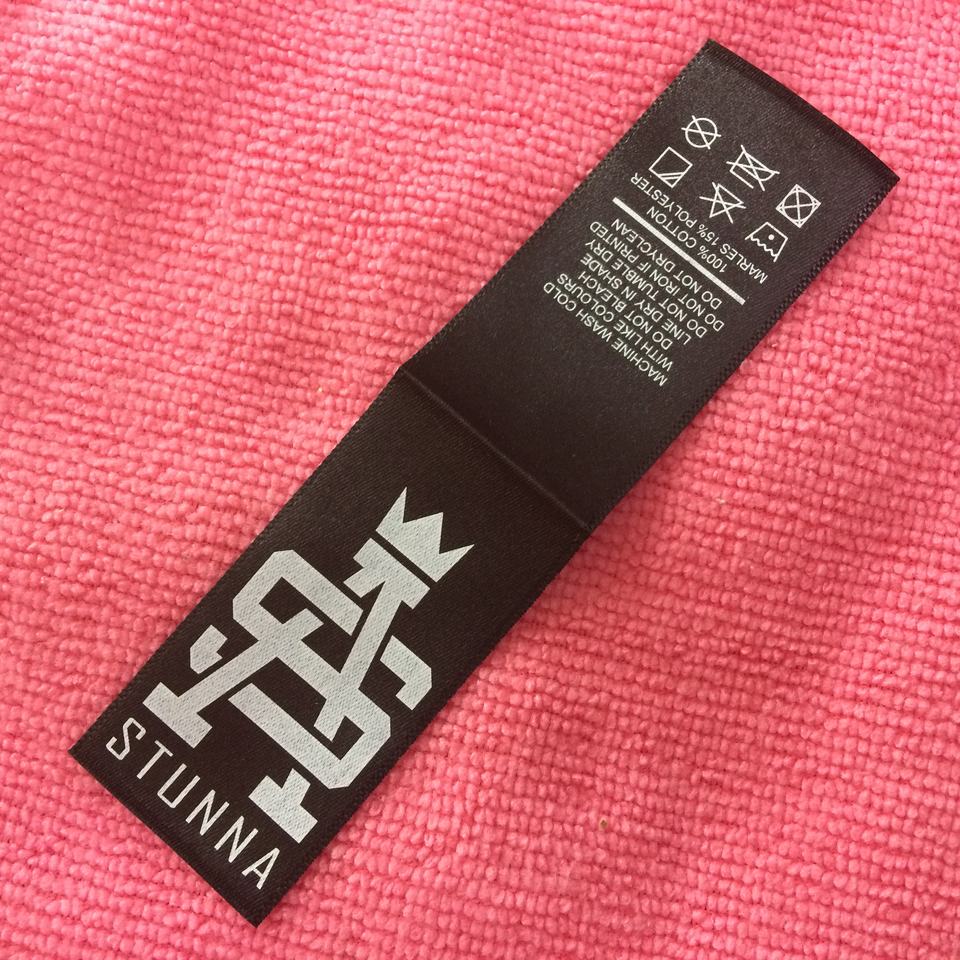 STUNNA
MACHINE WASH COLD
WITH LIKE COLOURS
DO NOT BLEACH
LINE DRY IN SHADE
DO NOT TUMBLE DRY
DO NOT IRON IF PRINTED
DO NOT DRYCLEAN
100% COTTON
MARLES 15% POLYESTER